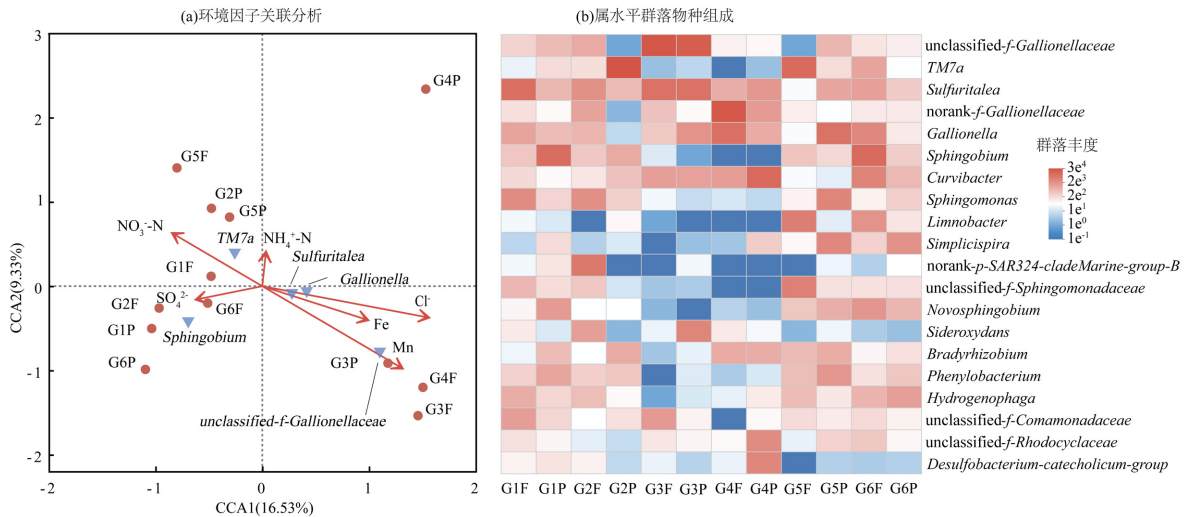 (a)环境因子关联分析
3
2
1
0
-1
-2
CCA2(9.33%)
G4P
G5F
G2P
G5P
NO₃⁻-N
TM7a
NH₄⁺-N
Sulfuritalea
Gallionella
G1F
SO₄²⁻
G6F
Cl⁻
G2F
Fe
G1P
Sphingobium
Mn
G6P
G3P
G4F
G3F
unclassified-f-Gallionellaceae
-2
-1
0
1
2
CCA1(16.53%)
(b)属水平群落物种组成
unclassified-f-Gallionellaceae
TM7a
Sulfuritalea
norank-f-Gallionellaceae
Gallionella
Sphingobium
Curvibacter
Sphingomonas
Limnobacter
Simplicispira
norank-p-SAR324-cladeMarine-group-B
unclassified-f-Sphingomonadaceae
Novosphingobium
Sideroxydans
Bradyrhizobium
Phenylobacterium
Hydrogenophaga
unclassified-f-Comamonadaceae
unclassified-f-Rhodocyclaceae
Desulfobacterium-catecholicum-group
G1F G1P G2F G2P G3F G3P G4F G4P G5F G5P G6F G6P
群落丰度
3e⁴
2e³
1e¹
1e⁰
1e⁻¹